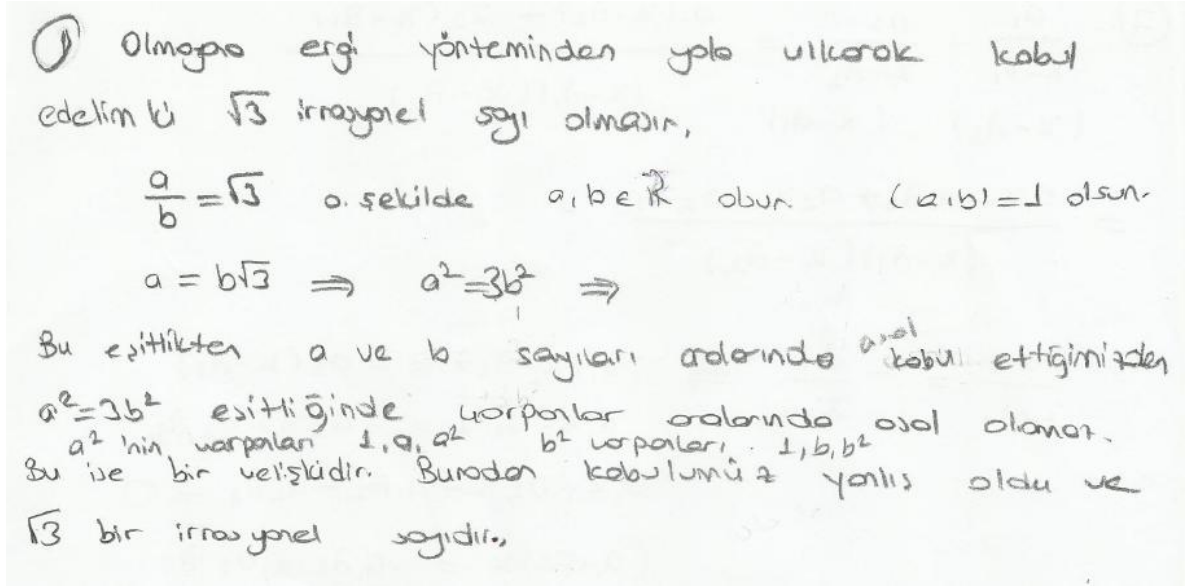 ① Olmayana ergi yönteminden yola çıkarak kabul
edelim ki √3 irrasyonel sayı olmasın,
a/b = √3 o. şekilde a,b ∈ R olsun (a,b)=1 olsun.
a = b√3 ⇒ a²=3b² ⇒
Bu eşitlikten a ve b sayıları aralarında asal kabul ettiğimizden
a²=3b² eşitliğinde çarpanlar aralarında asal olamaz.
a² 'nin çarpanları 1, a, a² b² çarpanları. 1, b, b²
Bu ise bir çelişkidir. Buradan kabulümüz yanlış oldu ve
√3 bir irrasyonel sayıdır.,